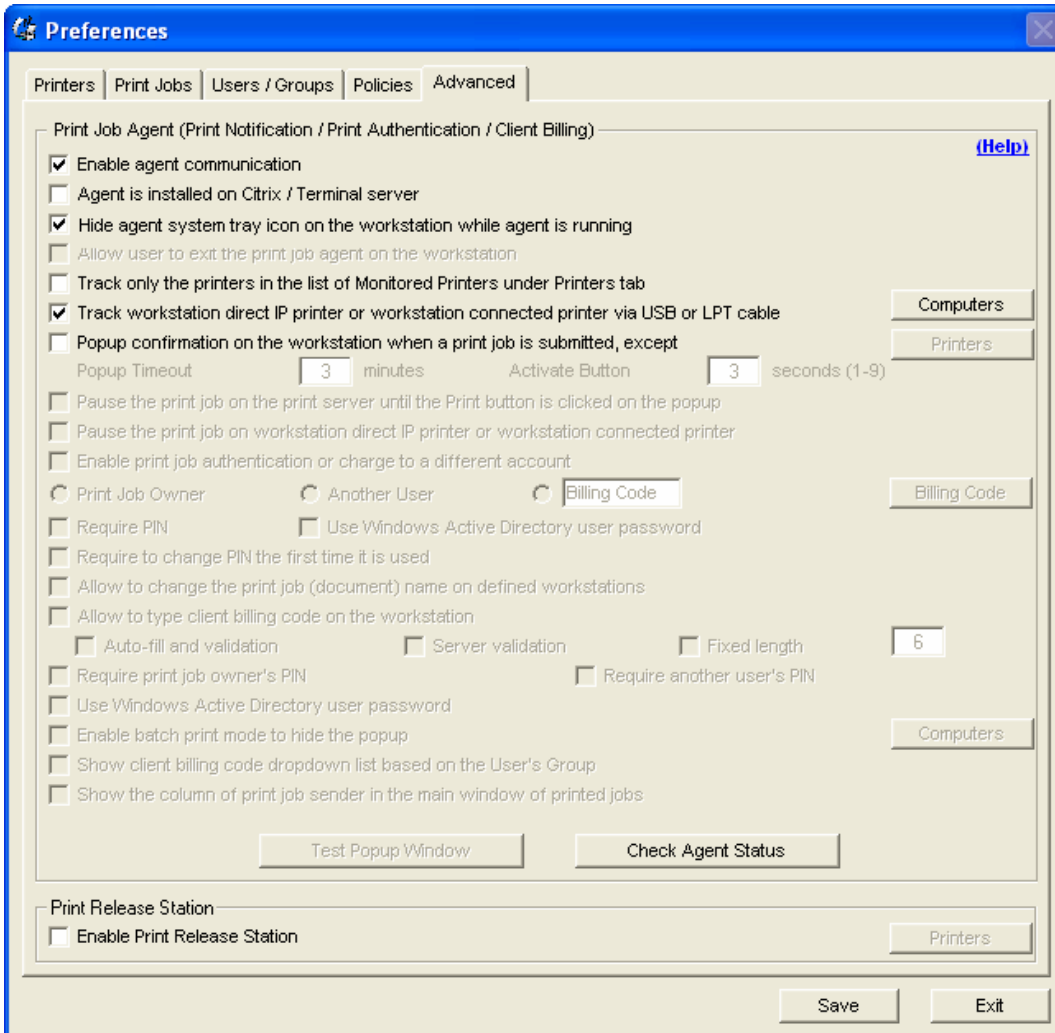 Preferences
Printers Print Jobs Users / Groups Policies Advanced
Print Job Agent (Print Notification / Print Authentication / Client Billing)
(Help)
Enable agent communication
Agent is installed on Citrix / Terminal server
Hide agent system tray icon on the workstation while agent is running
Allow user to exit the print job agent on the workstation
Track only the printers in the list of Monitored Printers under Printers tab
Track workstation direct IP printer or workstation connected printer via USB or LPT cable Computers
Popup confirmation on the workstation when a print job is submitted, except Printers
Popup Timeout 3 minutes Activate Button 3 seconds (1-9)
Pause the print job on the print server until the Print button is clicked on the popup
Pause the print job on workstation direct IP printer or workstation connected printer
Enable print job authentication or charge to a different account
Print Job Owner Another User Billing Code Billing Code
Require PIN Use Windows Active Directory user password
Require to change PIN the first time it is used
Allow to change the print job (document) name on defined workstations
Allow to type client billing code on the workstation
Auto-fill and validation Server validation Fixed length 6
Require print job owner's PIN Require another user's PIN
Use Windows Active Directory user password
Enable batch print mode to hide the popup Computers
Show client billing code dropdown list based on the User's Group
Show the column of print job sender in the main window of printed jobs
Test Popup Window Check Agent Status
Print Release Station
Enable Print Release Station Printers
Save Exit